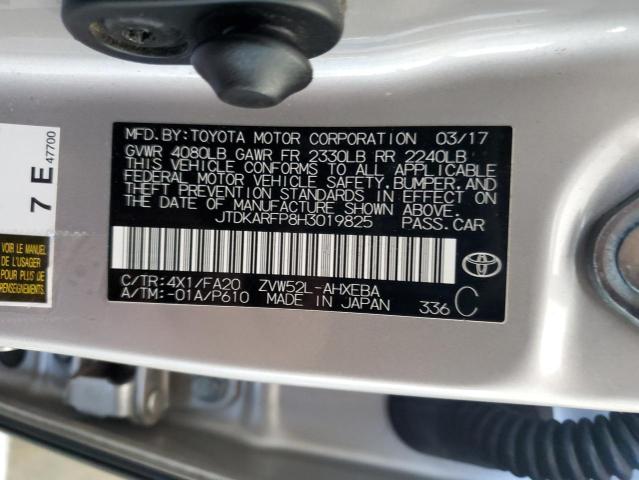 MFD.BY:TOYOTA MOTOR CORPORATION 03/17
GVWR 4080LB GAWR FR 2330LB RR 2240LB
THIS VEHICLE CONFORMS TO ALL APPLICABLE
FEDERAL MOTOR VEHICLE SAFETY, BUMPER, AND
THEFT PREVENTION STANDARDS IN EFFECT ON
THE DATE OF MANUFACTURE SHOWN ABOVE.
JTDKARFP8H3019825 PASS.CAR
C/TR:4X1/FA20 ZVW52L-AHXEBA
A/TM:-01A/P610 MADE IN JAPAN 336 C
TOYOTA
7 E 47700
VOIR LE MANUEL
POUR PLUS DE
RENSEIGNEMENTS.